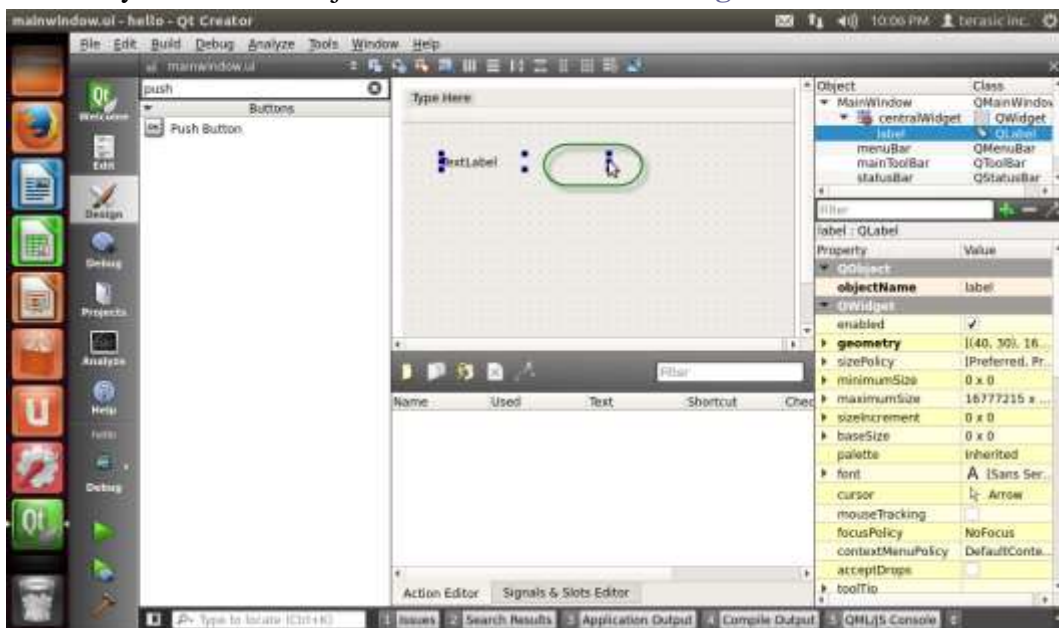 mainwindow.ui - hello - Qt Creator
10:06 PM
terasic inc.
File Edit Build Debug Analyze Tools Window Help
mainwindow.ui
push
Buttons
Push Button
Qt
Welcome
Edit
Design
Debug
Projects
Analyze
Help
hello
Debug
Type Here
TextLabel
Object Class
MainWindow QMainWindow
centralWidget QWidget
label QLabel
menuBar QMenuBar
mainToolBar QToolBar
statusBar QStatusBar
Filter
label : QLabel
Property Value
QObject
objectName label
QWidget
enabled
geometry [(40, 30), 16...
sizePolicy [Preferred, Pr...
minimumSize 0 x 0
maximumSize 16777215 x ...
sizeIncrement 0 x 0
baseSize 0 x 0
palette Inherited
font A [Sans Ser...
cursor Arrow
mouseTracking
focusPolicy NoFocus
contextMenuPolicy DefaultConte...
acceptDrops
toolTip
Filter
Name Used Text Shortcut Chec
Action Editor Signals & Slots Editor
Type to locate (Ctrl+K)
1 Issues 2 Search Results 3 Application Output 4 Compile Output 5 QML/JS Console